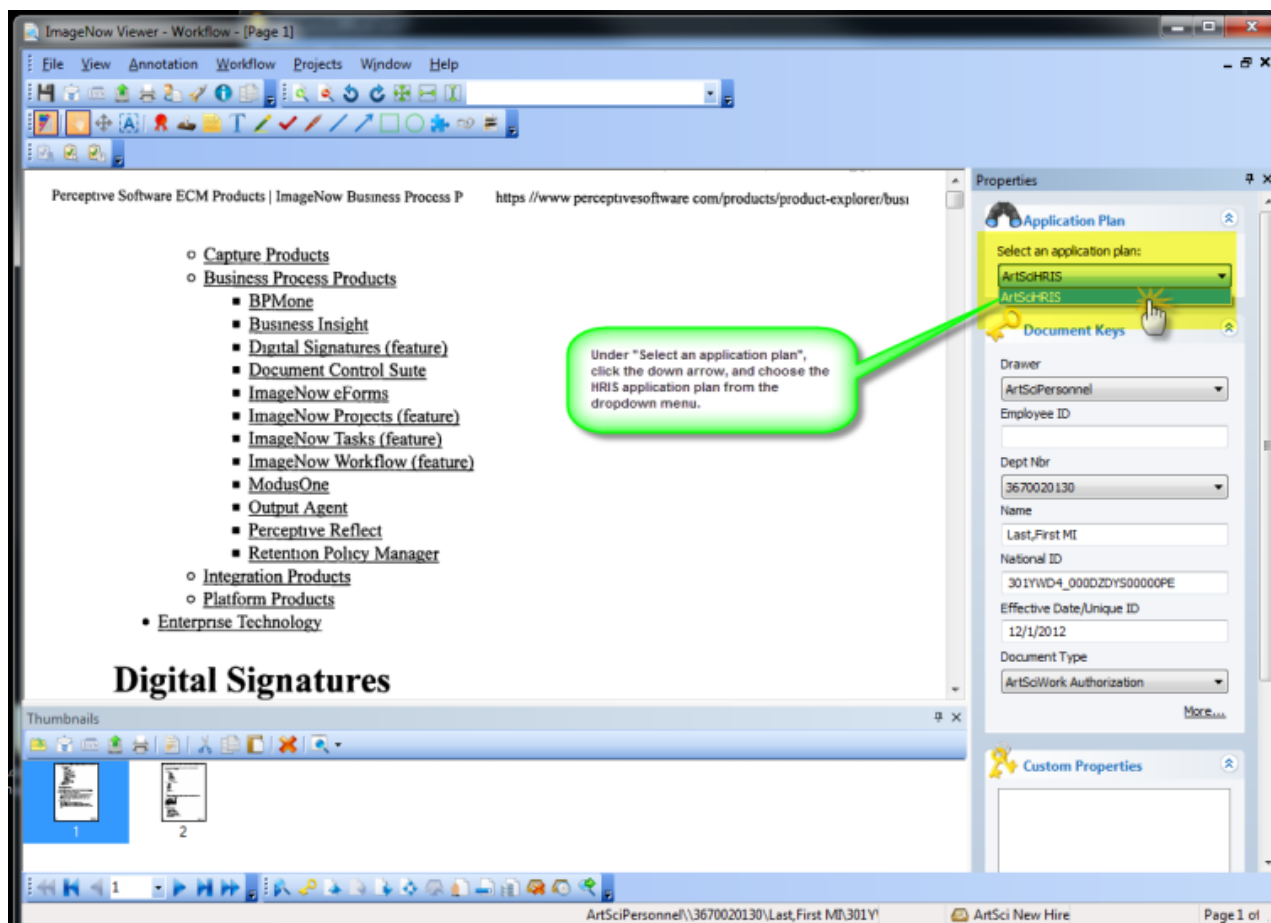 ImageNow Viewer - Workflow - [Page 1]
File View Annotation Workflow Projects Window Help
Perceptive Software ECM Products | ImageNow Business Process P
https //www perceptivesoftware com/products/product-explorer/busi
Capture Products
Business Process Products
BPMone
Business Insight
Digital Signatures (feature)
Document Control Suite
ImageNow eForms
ImageNow Projects (feature)
ImageNow Tasks (feature)
ImageNow Workflow (feature)
ModusOne
Output Agent
Perceptive Reflect
Retention Policy Manager
Integration Products
Platform Products
Enterprise Technology
Digital Signatures
Under "Select an application plan",
click the down arrow, and choose the
HRIS application plan from the
dropdown menu.
Properties
Application Plan
Select an application plan:
ArtSciHRIS
ArtSciHRIS
Document Keys
Drawer
ArtSciPersonnel
Employee ID
Dept Nbr
3670020130
Name
Last,First MI
National ID
301YWD4_000DZDYS00000PE
Effective Date/Unique ID
12/1/2012
Document Type
ArtSciWork Authorization
More...
Custom Properties
Thumbnails
1
2
1
ArtSciPersonnel\\3670020130\Last,First MI\301Y
ArtSci New Hire
Page 1 of